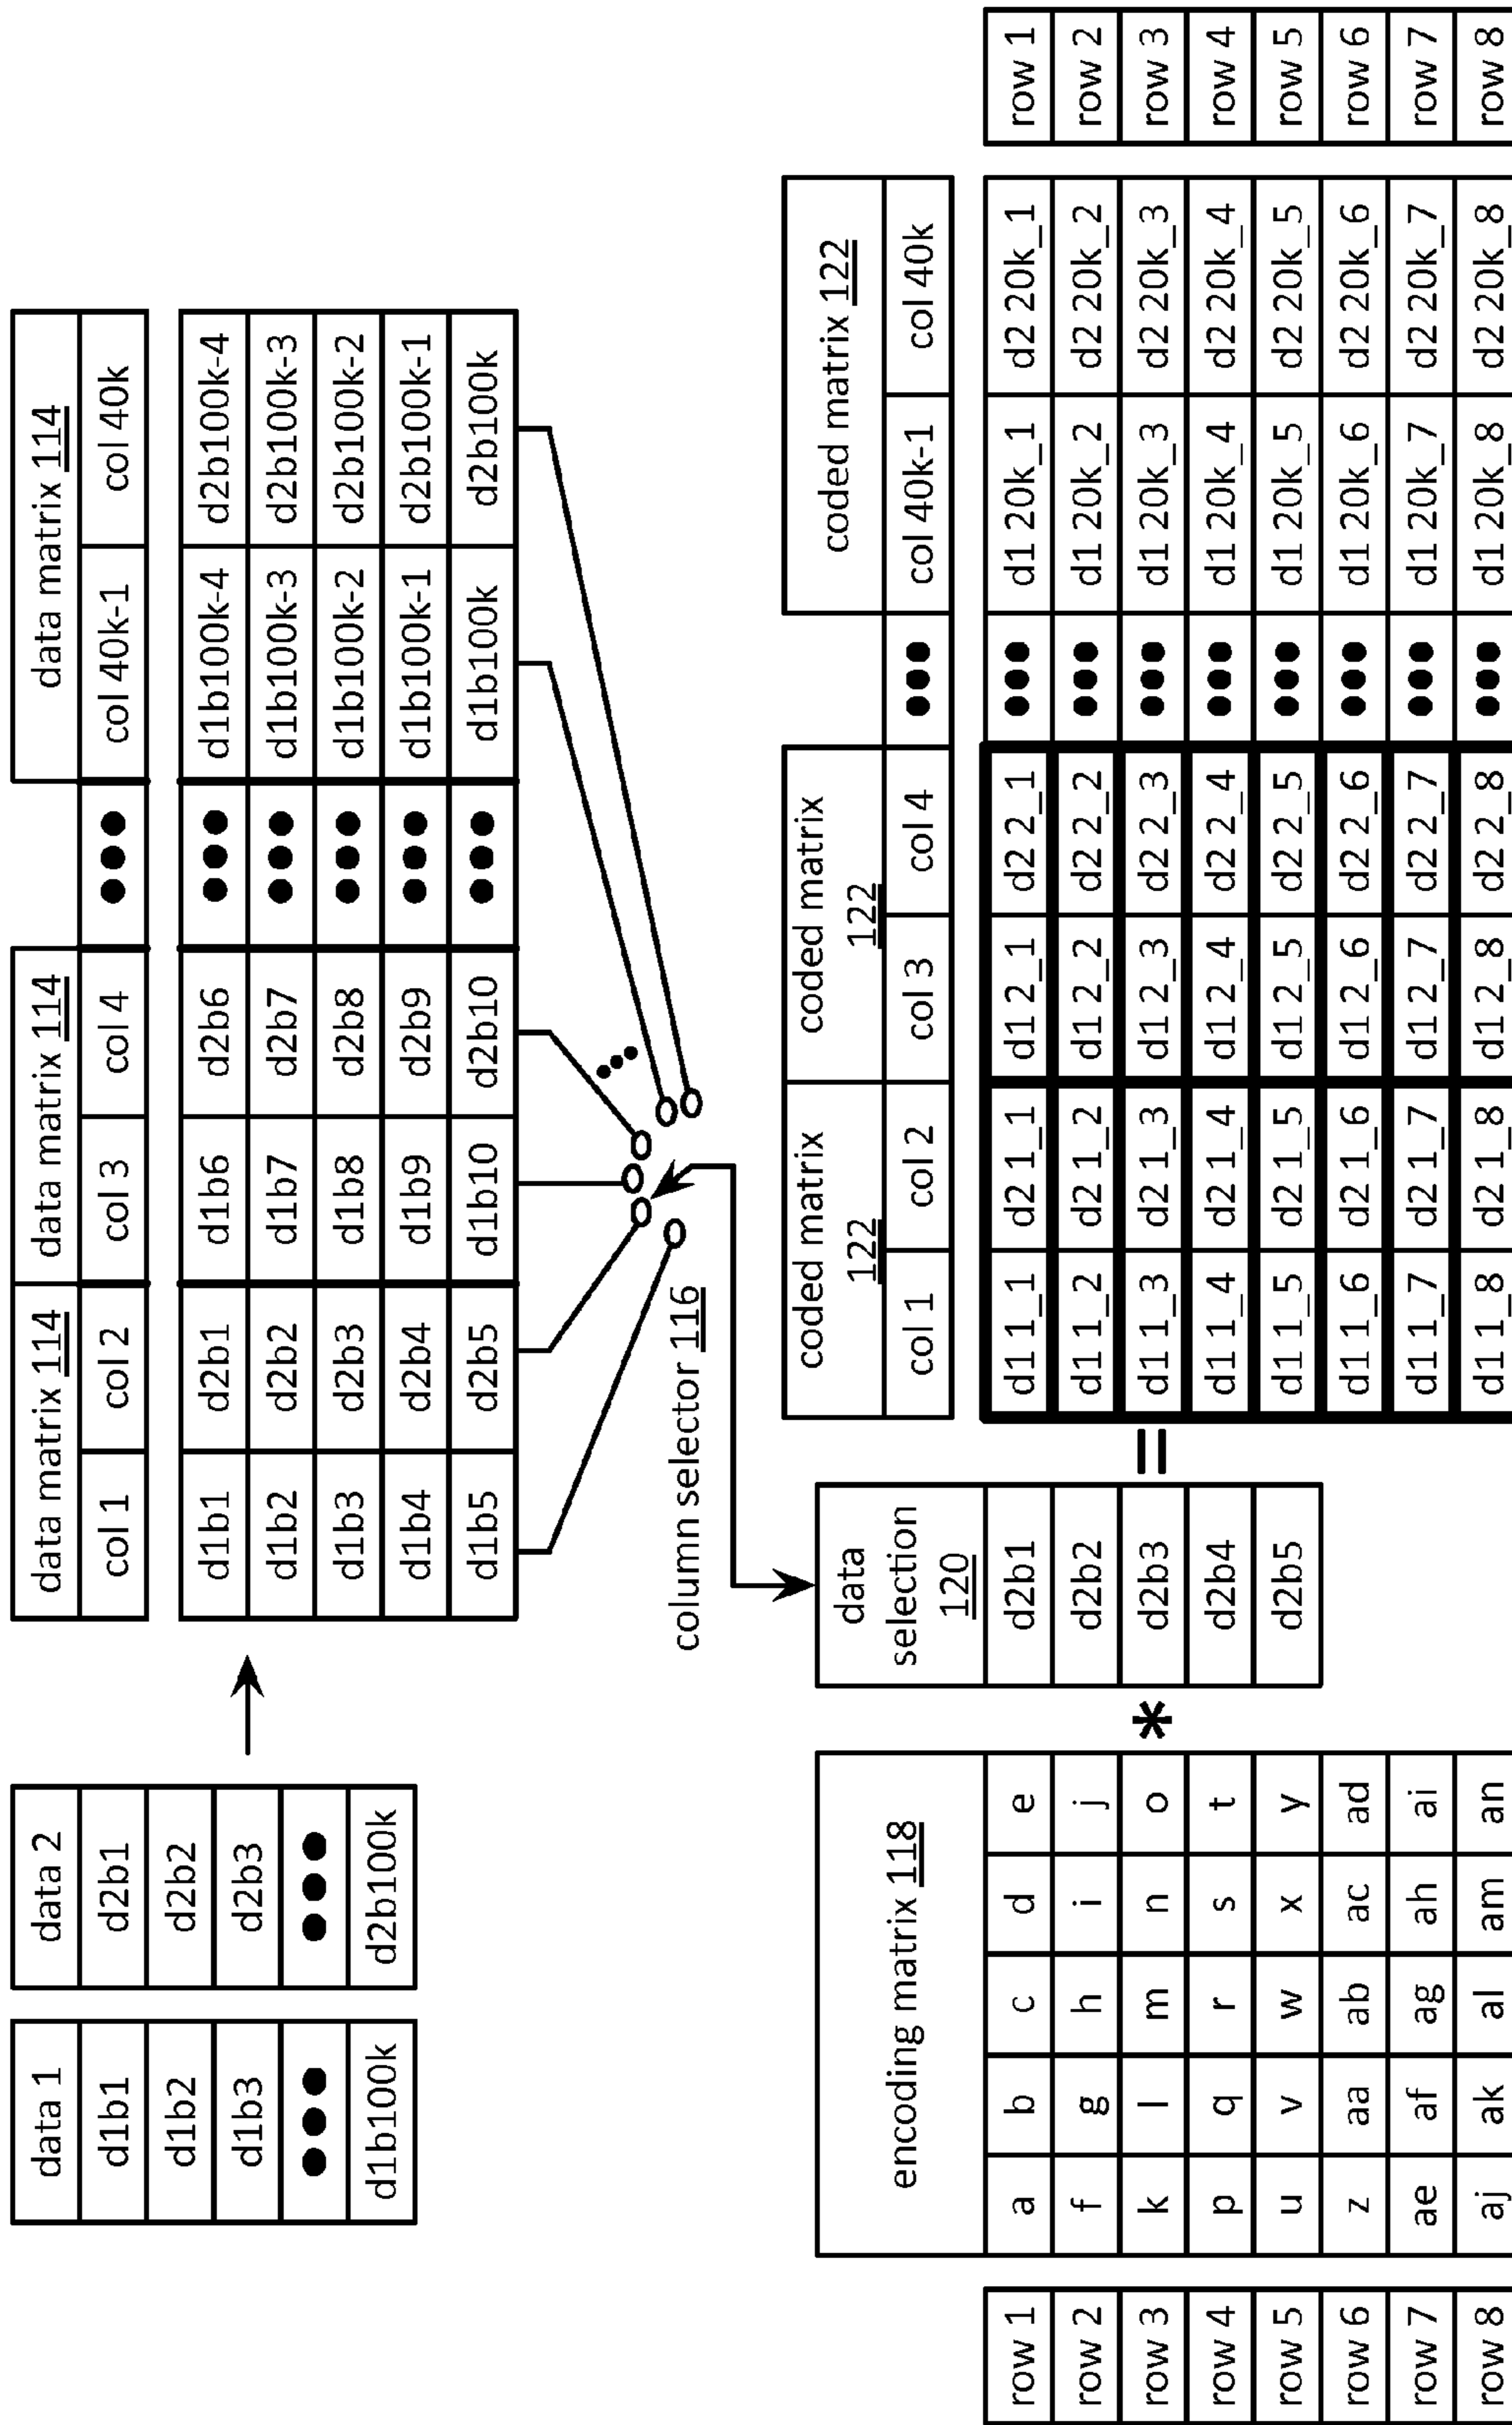 data 1
d1b1
d1b2
d1b3
•••
d1b100k
data 2
d2b1
d2b2
d2b3
•••
d2b100k
data matrix 114 data matrix 114 data matrix 114
col 1 col 2 col 3 col 4 ••• col 40k-1 col 40k
d1b1 d2b1 d1b6 d2b6 ••• d1b100k-4 d2b100k-4
d1b2 d2b2 d1b7 d2b7 ••• d1b100k-3 d2b100k-3
d1b3 d2b3 d1b8 d2b8 ••• d1b100k-2 d2b100k-2
d1b4 d2b4 d1b9 d2b9 ••• d1b100k-1 d2b100k-1
d1b5 d2b5 d1b10 d2b10 ••• d1b100k d2b100k
•••
column selector 116
row 1
row 2
row 3
row 4
row 5
row 6
row 7
row 8
encoding matrix 118
a b c d e
f g h i j
k l m n o
p q r s t
u v w x y
z aa ab ac ad
ae af ag ah ai
aj ak al am an
*
data
selection
120
d2b1
d2b2
d2b3
d2b4
d2b5
=
coded matrix
122
coded matrix
122
coded matrix 122
col 1 col 2 col 3 col 4 ••• col 40k-1 col 40k
d1 1_1 d2 1_1 d1 2_1 d2 2_1 ••• d1 20k_1 d2 20k_1
d1 1_2 d2 1_2 d1 2_2 d2 2_2 ••• d1 20k_2 d2 20k_2
d1 1_3 d2 1_3 d1 2_3 d2 2_3 ••• d1 20k_3 d2 20k_3
d1 1_4 d2 1_4 d1 2_4 d2 2_4 ••• d1 20k_4 d2 20k_4
d1 1_5 d2 1_5 d1 2_5 d2 2_5 ••• d1 20k_5 d2 20k_5
d1 1_6 d2 1_6 d1 2_6 d2 2_6 ••• d1 20k_6 d2 20k_6
d1 1_7 d2 1_7 d1 2_7 d2 2_7 ••• d1 20k_7 d2 20k_7
d1 1_8 d2 1_8 d1 2_8 d2 2_8 ••• d1 20k_8 d2 20k_8
row 1
row 2
row 3
row 4
row 5
row 6
row 7
row 8